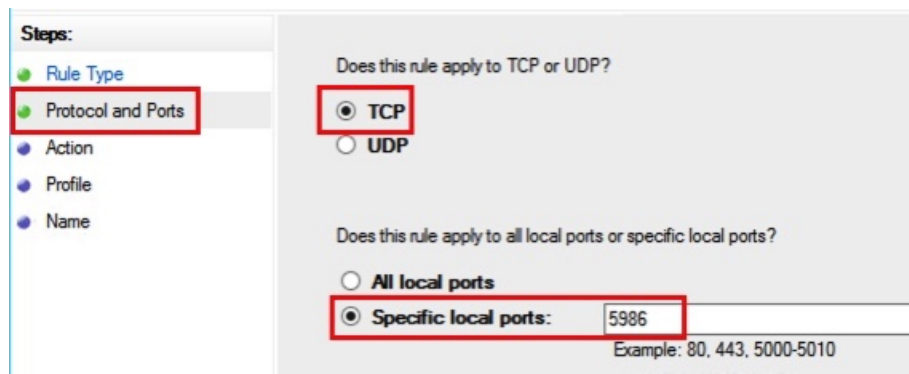 Steps:
Rule Type
Protocol and Ports
Action
Profile
Name
Does this rule apply to TCP or UDP?
TCP
UDP
Does this rule apply to all local ports or specific local ports?
All local ports
Specific local ports: 5986
Example: 80, 443, 5000-5010